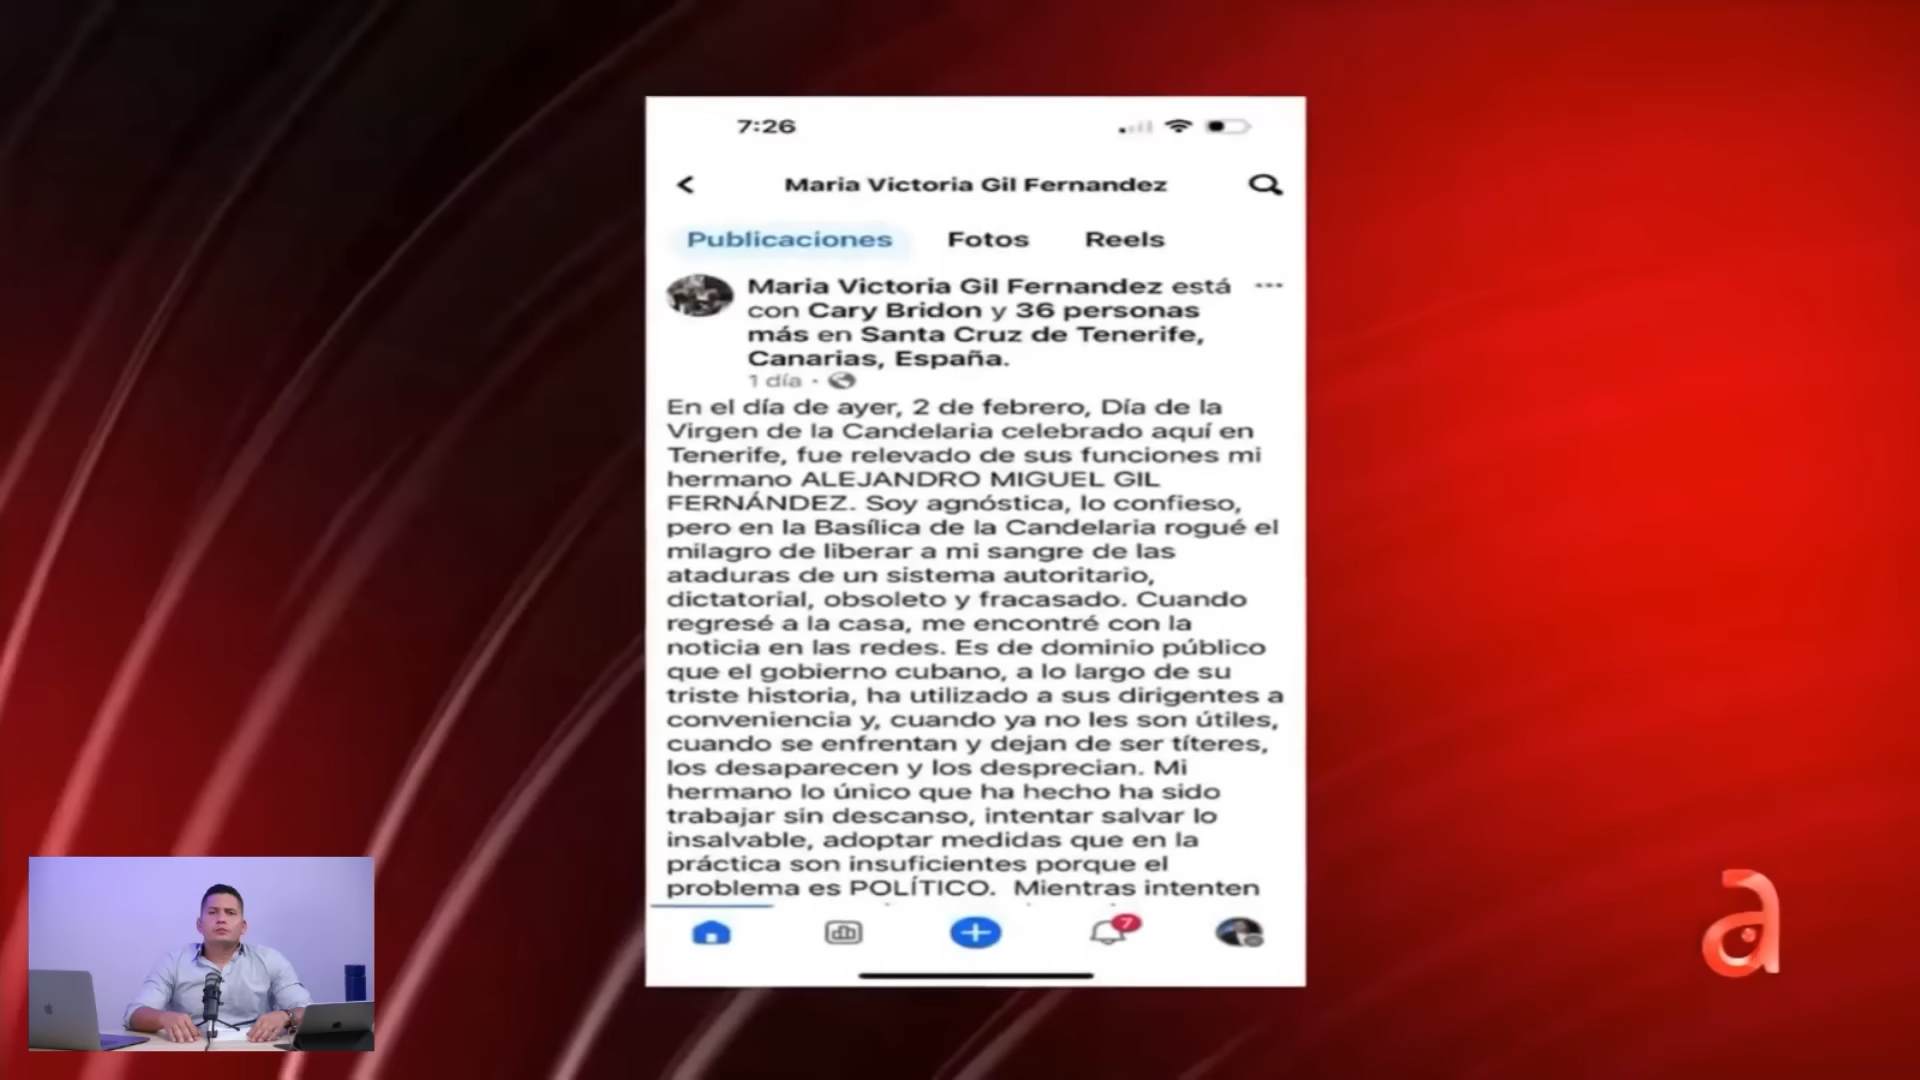 7:26
Maria Victoria Gil Fernandez
Publicaciones Fotos Reels
Maria Victoria Gil Fernandez está
con Cary Bridon y 36 personas
más en Santa Cruz de Tenerife,
Canarias, España.
1 día ·
En el día de ayer, 2 de febrero, Día de la
Virgen de la Candelaria celebrado aquí en
Tenerife, fue relevado de sus funciones mi
hermano ALEJANDRO MIGUEL GIL
FERNÁNDEZ. Soy agnóstica, lo confieso,
pero en la Basílica de la Candelaria rogué el
milagro de liberar a mi sangre de las
ataduras de un sistema autoritario,
dictatorial, obsoleto y fracasado. Cuando
regresé a la casa, me encontré con la
noticia en las redes. Es de dominio público
que el gobierno cubano, a lo largo de su
triste historia, ha utilizado a sus dirigentes a
conveniencia y, cuando ya no les son útiles,
cuando se enfrentan y dejan de ser títeres,
los desaparecen y los desprecian. Mi
hermano lo único que ha hecho ha sido
trabajar sin descanso, intentar salvar lo
insalvable, adoptar medidas que en la
práctica son insuficientes porque el
problema es POLÍTICO. Mientras intenten
7
a